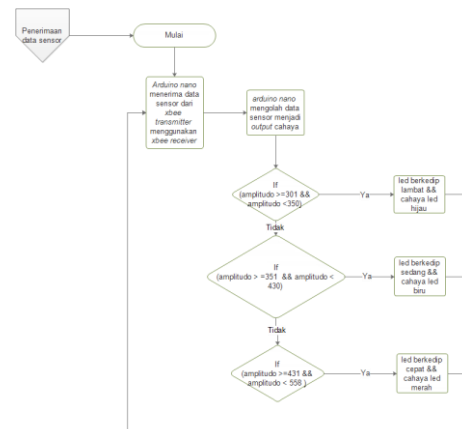 Penerimaan
data sensor
Mulai
Arduino nano
menerima data
sensor dari
xbee
transmitter
menggunakan
xbee receiver
arduino nano
mengolah data
sensor menjadi
output cahaya
If
(amplitudo >=301 &&
amplitudo <350)
Ya
led berkedip
lambat &&
cahaya led
hijau
Tidak
If
(amplitudo > =351 && amplitudo <
430)
Ya
led berkedip
sedang &&
cahaya led
biru
Tidak
If
(amplitudo >=431 &&
amplitudo < 558 )
Ya
led berkedip
cepat &&
cahaya led
merah